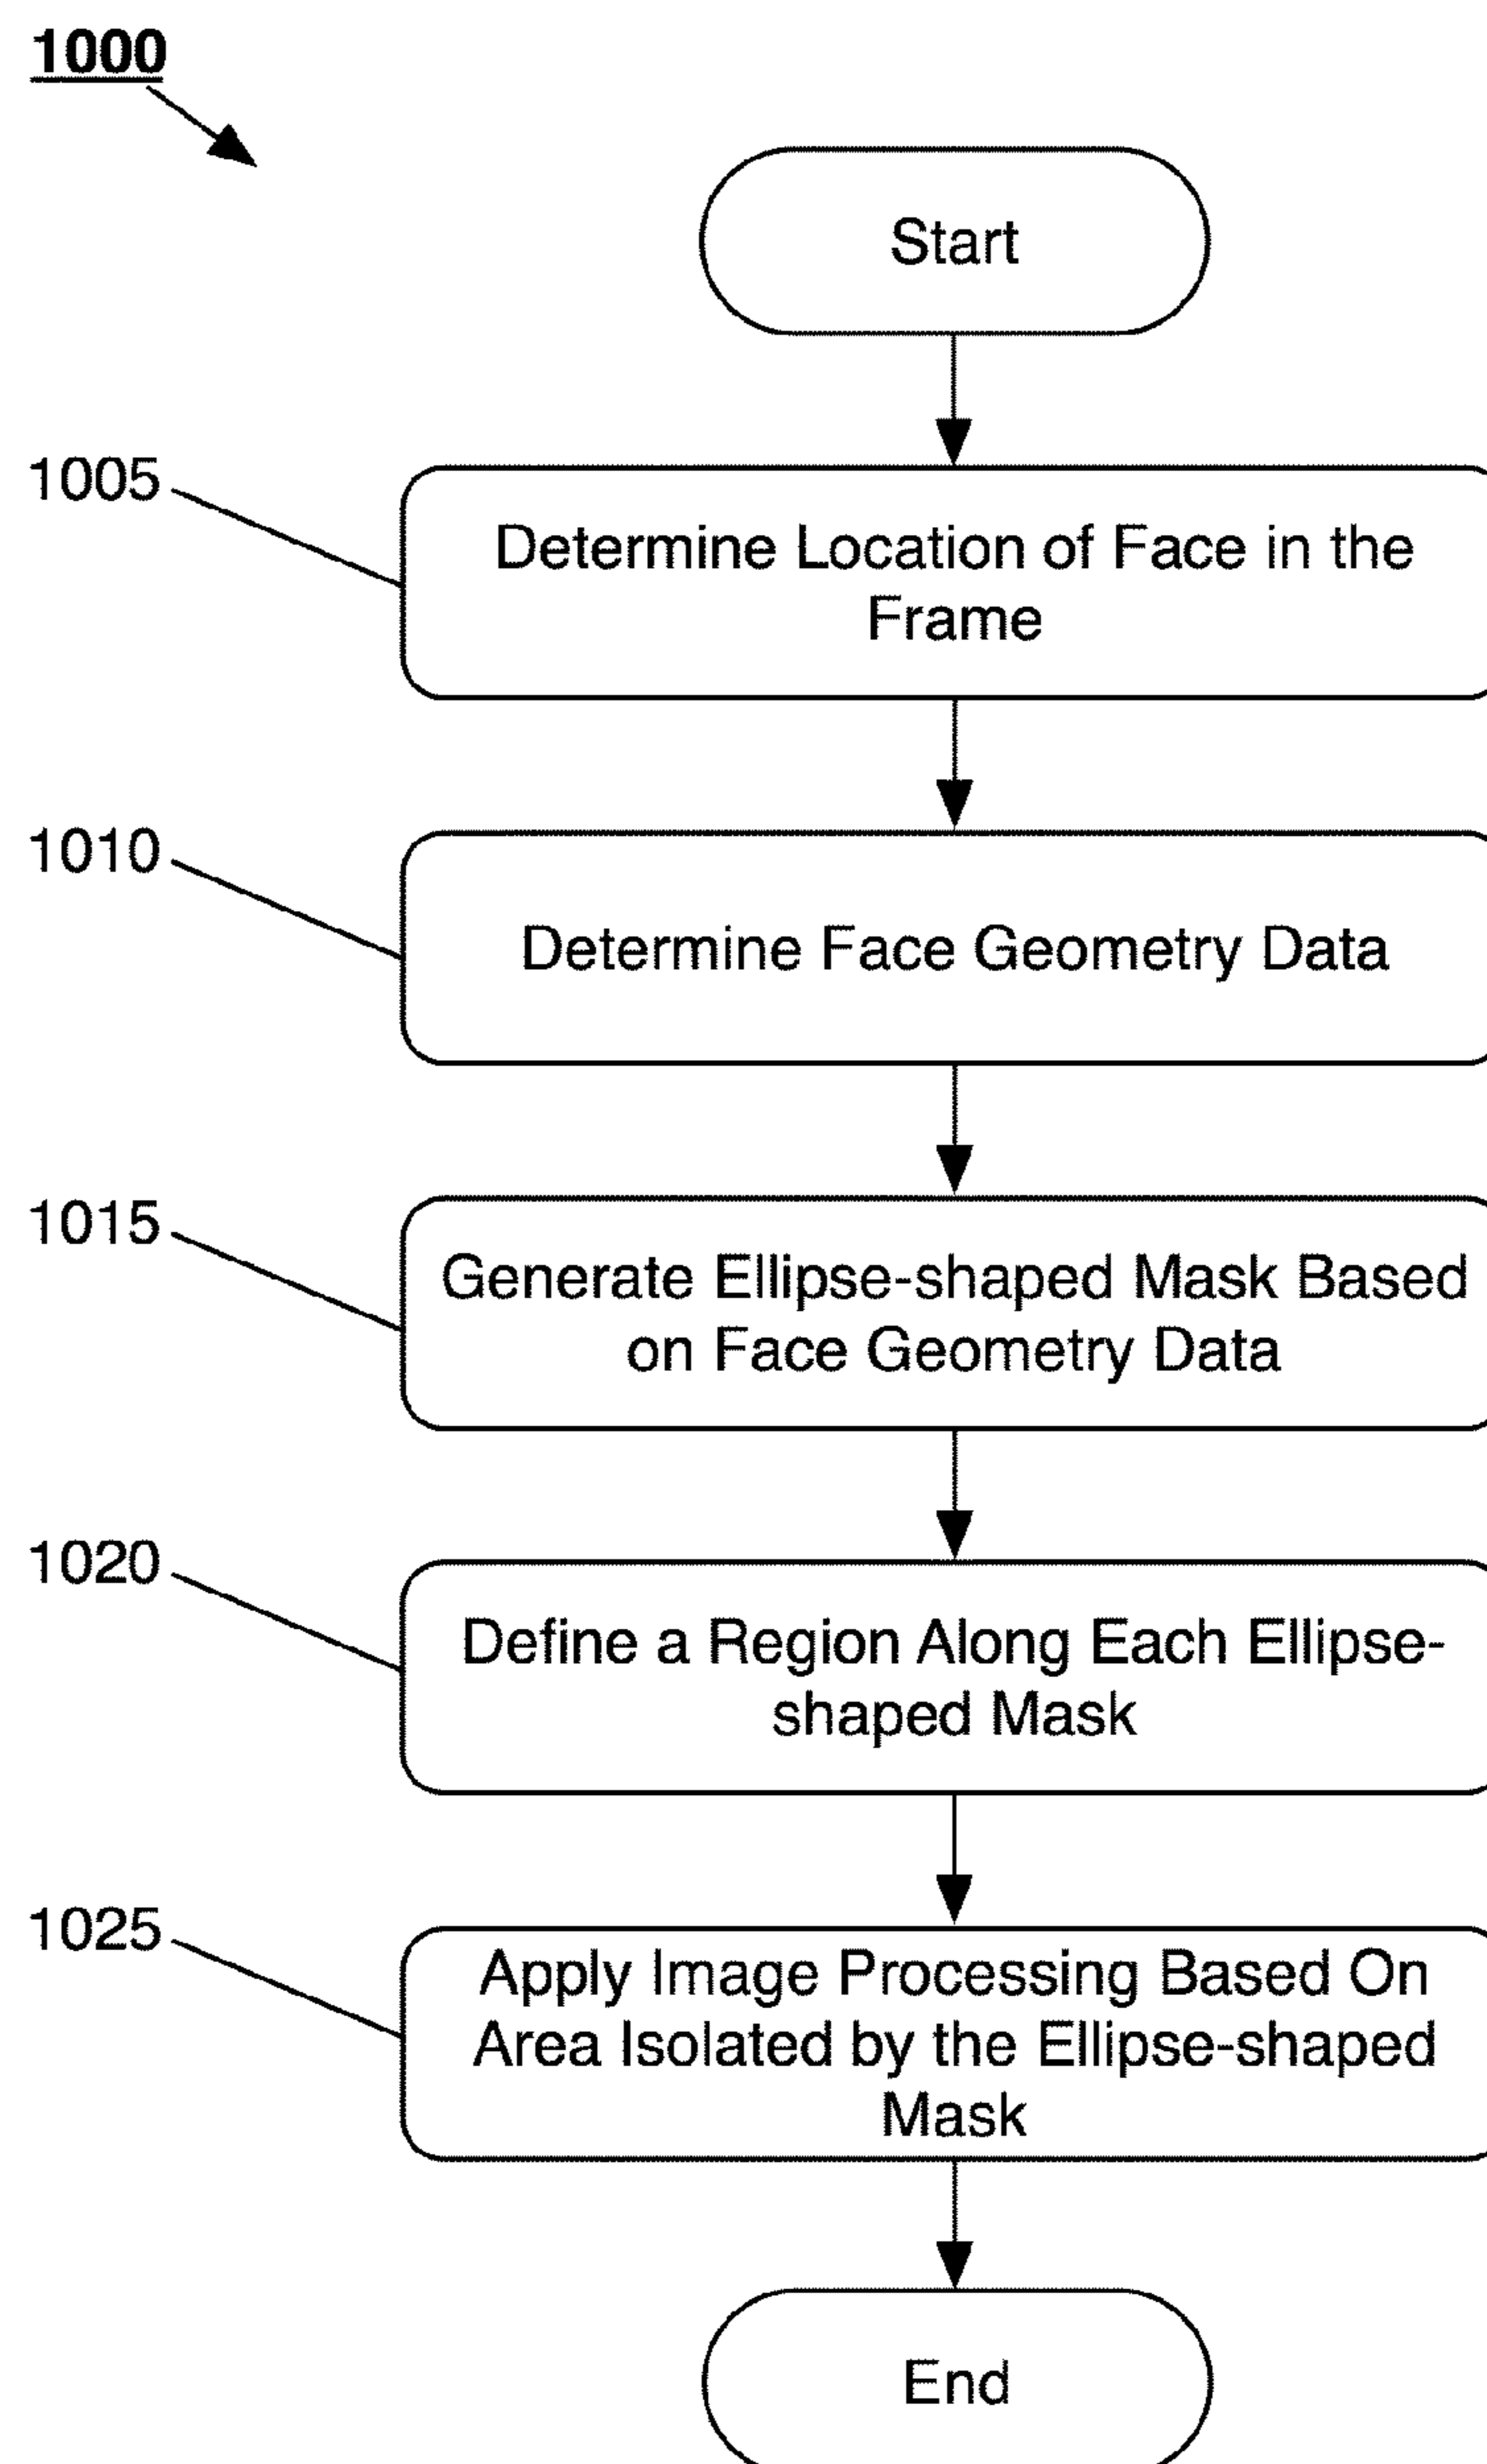 1000
Start
1005
Determine Location of Face in the
Frame
1010
Determine Face Geometry Data
1015
Generate Ellipse-shaped Mask Based
on Face Geometry Data
1020
Define a Region Along Each Ellipse-
shaped Mask
1025
Apply Image Processing Based On
Area Isolated by the Ellipse-shaped
Mask
End